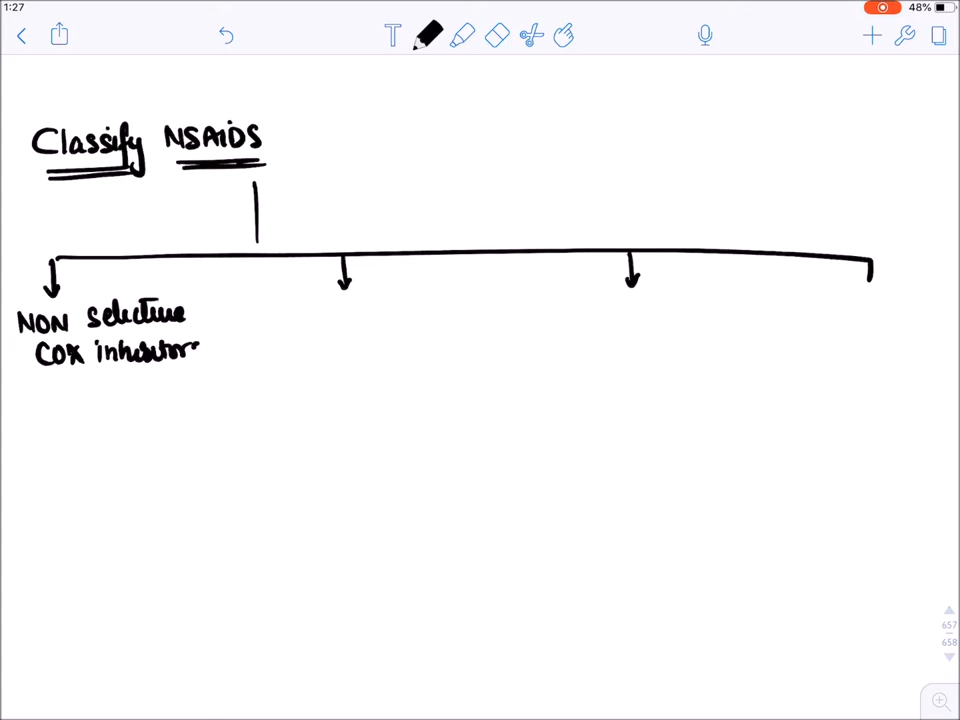 1:27
48%
T
Classify NSAIDS
NON selective
COX inhibitor
657
658